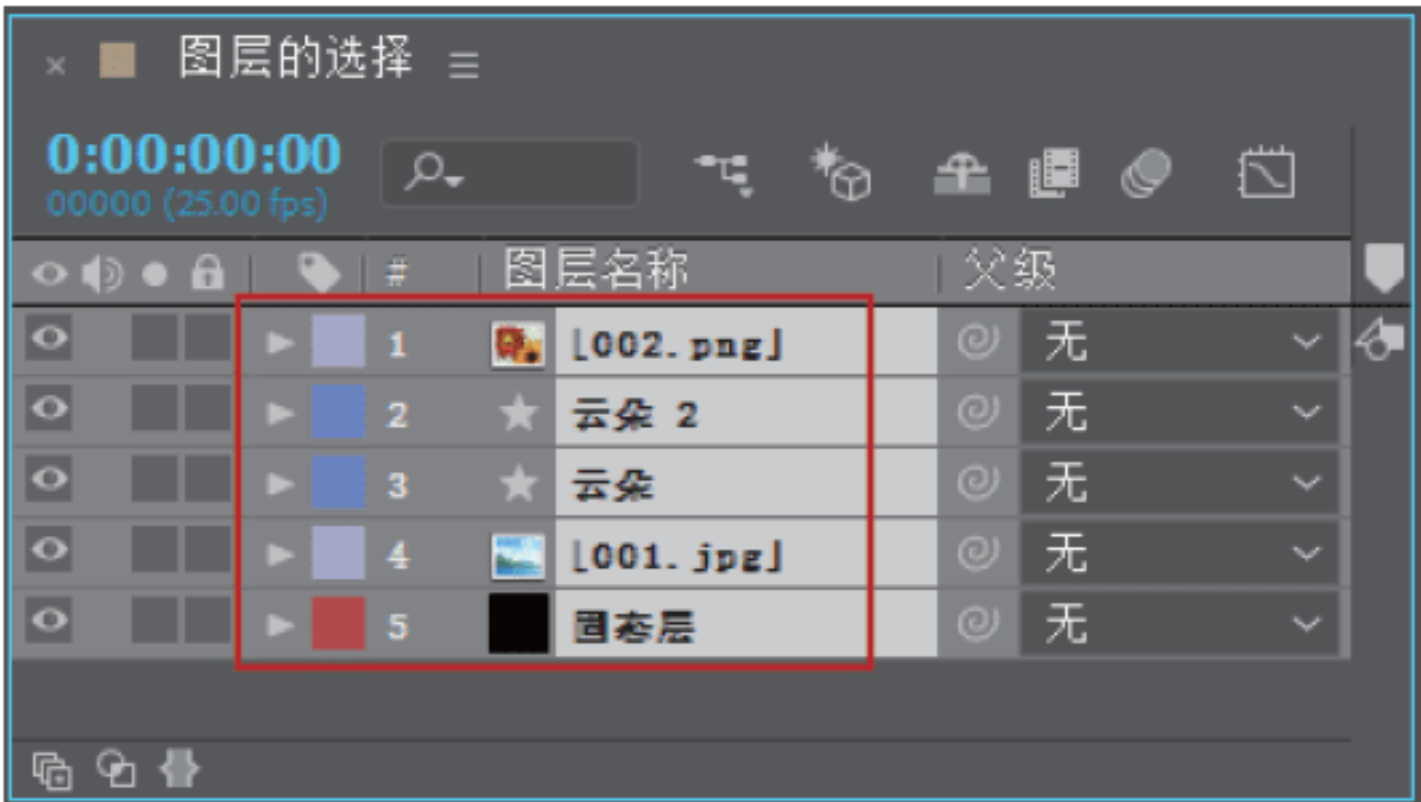 图层的选择
0:00:00:00
00000 (25.00 fps)
# 图层名称 父级
1 [002.png] 无
2 云朵 2 无
3 云朵 无
4 [001.jpg] 无
5 固态层 无